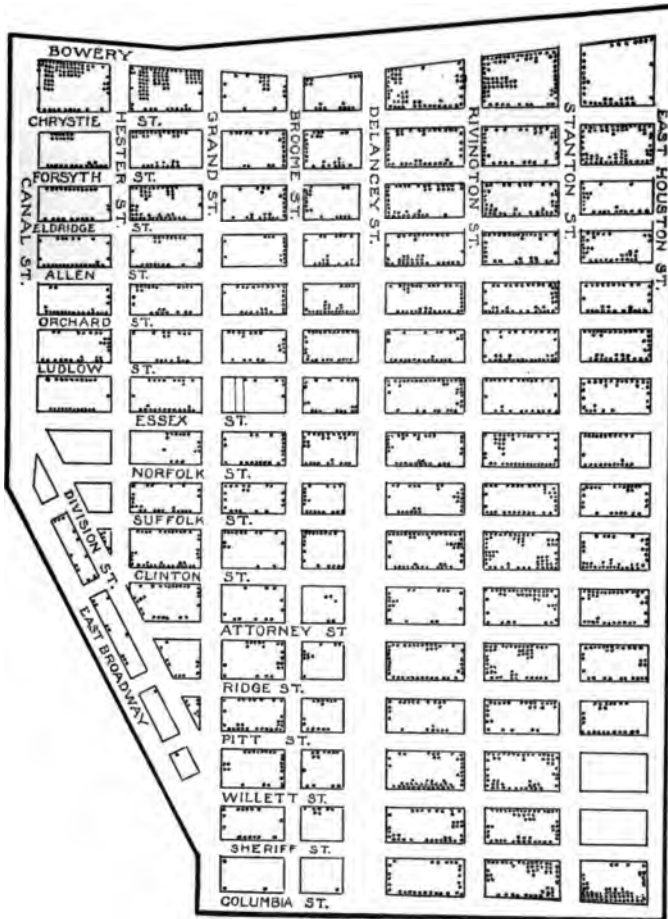 BOWERY
CHRYSTIE ST.
FORSYTH ST.
ELDRIDGE ST.
ALLEN ST.
ORCHARD ST.
LUDLOW ST.
ESSEX ST.
NORFOLK ST.
SUFFOLK ST.
CLINTON ST.
ATTORNEY ST
RIDGE ST.
PITT ST.
WILLETT ST.
SHERIFF ST.
COLUMBIA ST.
CANAL ST.
HESTER ST.
GRAND ST.
BROOME ST.
DELANCEY ST.
RIVINGTON ST.
STANTON ST.
EAST HOUSTON ST.
DIVISION ST.
EAST BROADWAY